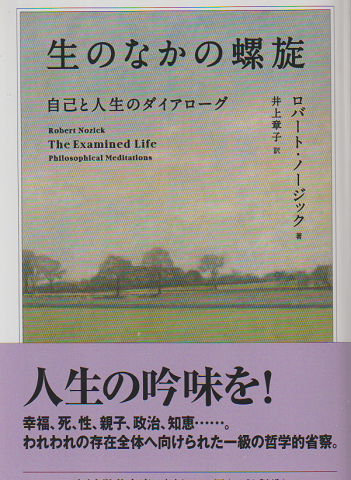 生のなかの螺旋
自己と人生のダイアローグ
Robert Nozick
The Examined Life
Philosophical Meditations
ロバート・ノージック 著
井上章子 訳
人生の吟味を!
幸福、死、性、親子、政治、知恵……。
われわれの存在全体へ向けられた一級の哲学的省察。